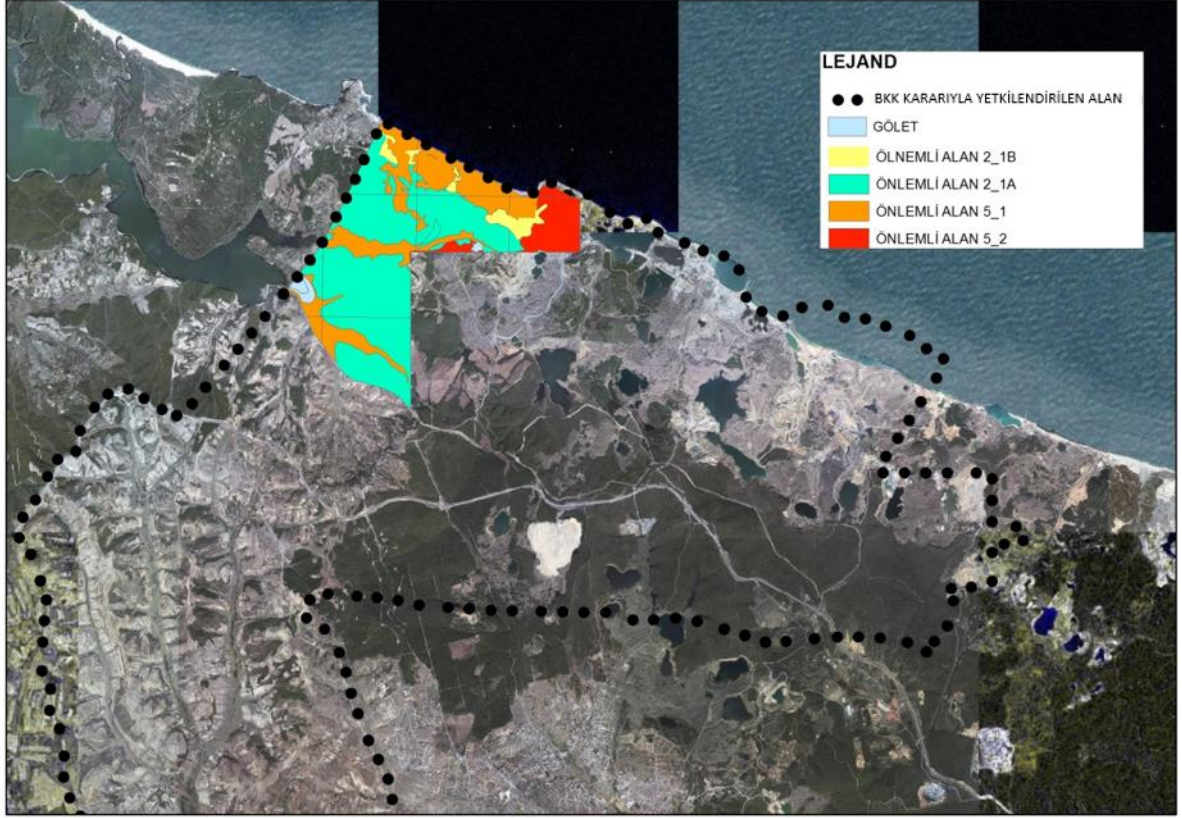 LEJAND
BKK KARARIYLA YETKİLENDİRİLEN ALAN
GÖLET
ÖLNEMLİ ALAN 2_1B
ÖNLEMLİ ALAN 2_1A
ÖNLEMLİ ALAN 5_1
ÖNLEMLİ ALAN 5_2